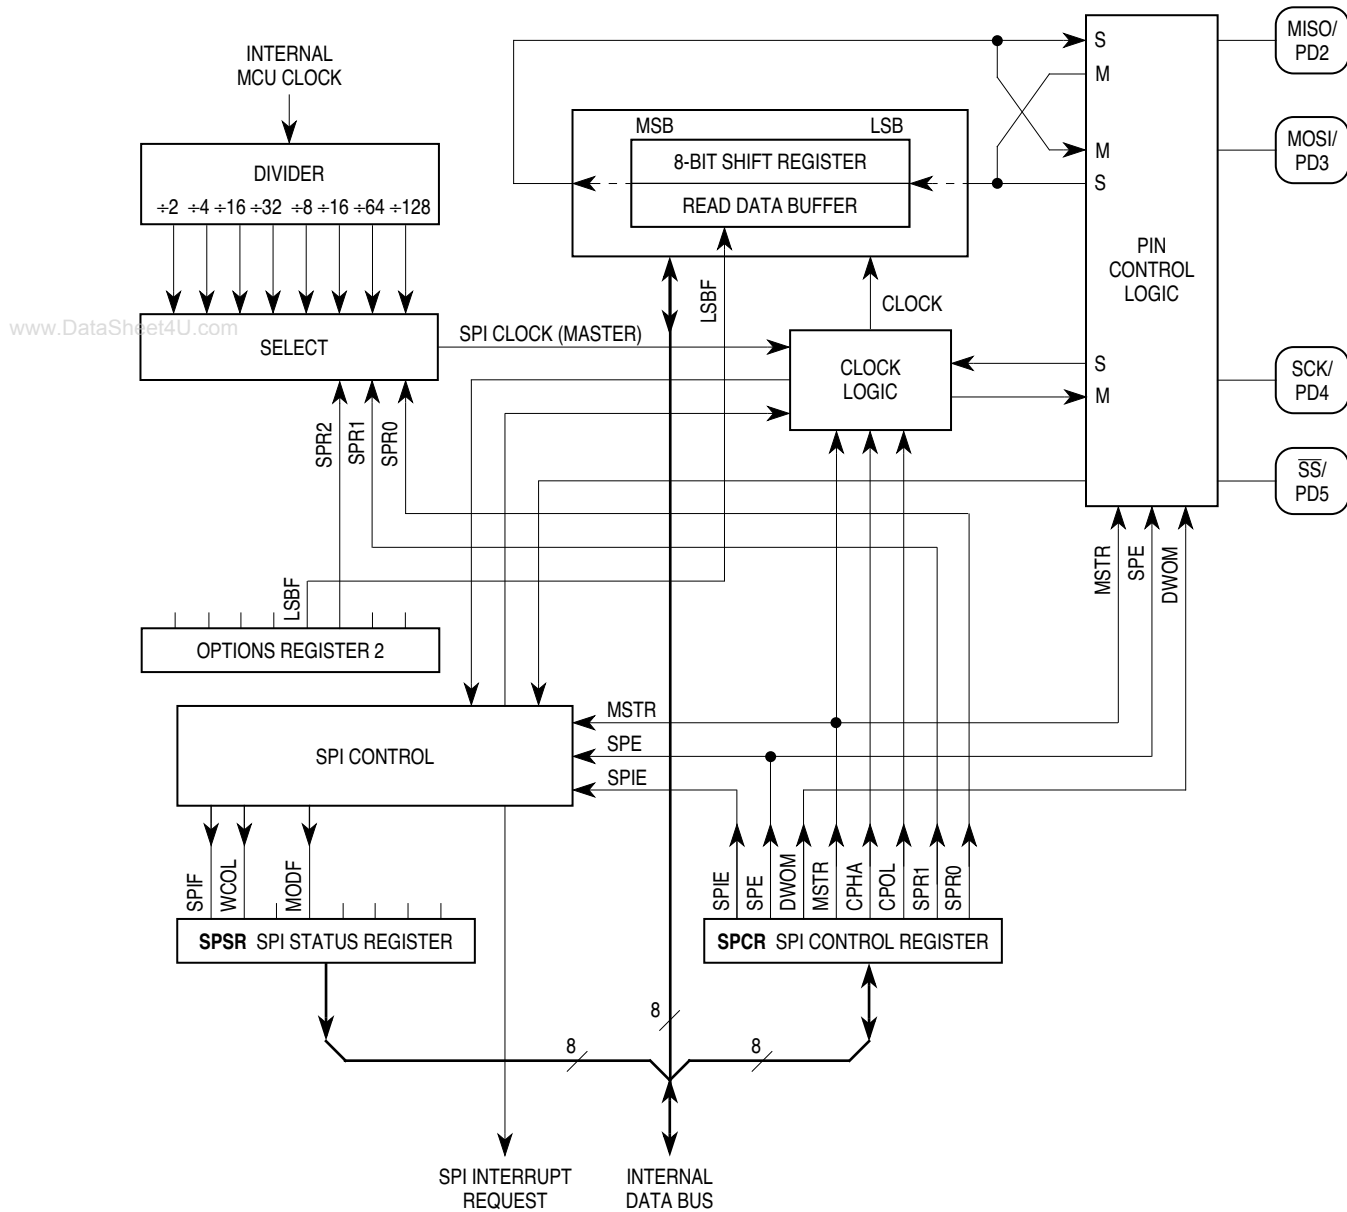 INTERNAL
MCU CLOCK
DIVIDER
÷2 ÷4 ÷16 ÷32 ÷8 ÷16 ÷64 ÷128
SELECT
www.DataSheet4U.com
SPI CLOCK (MASTER)
SPR2
SPR1
SPR0
MSB
LSB
8-BIT SHIFT REGISTER
READ DATA BUFFER
LSBF
CLOCK
CLOCK
LOGIC
S
M
M
S
PIN
CONTROL
LOGIC
S
M
MISO/
PD2
MOSI/
PD3
SCK/
PD4
SS/
PD5
MSTR
SPE
DWOM
LSBF
OPTIONS REGISTER 2
SPI CONTROL
MSTR
SPE
SPIE
SPIF
WCOL
MODF
SPSR SPI STATUS REGISTER
SPIE
SPE
DWOM
MSTR
CPHA
CPOL
SPR1
SPR0
SPCR SPI CONTROL REGISTER
8
8
8
SPI INTERRUPT
REQUEST
INTERNAL
DATA BUS